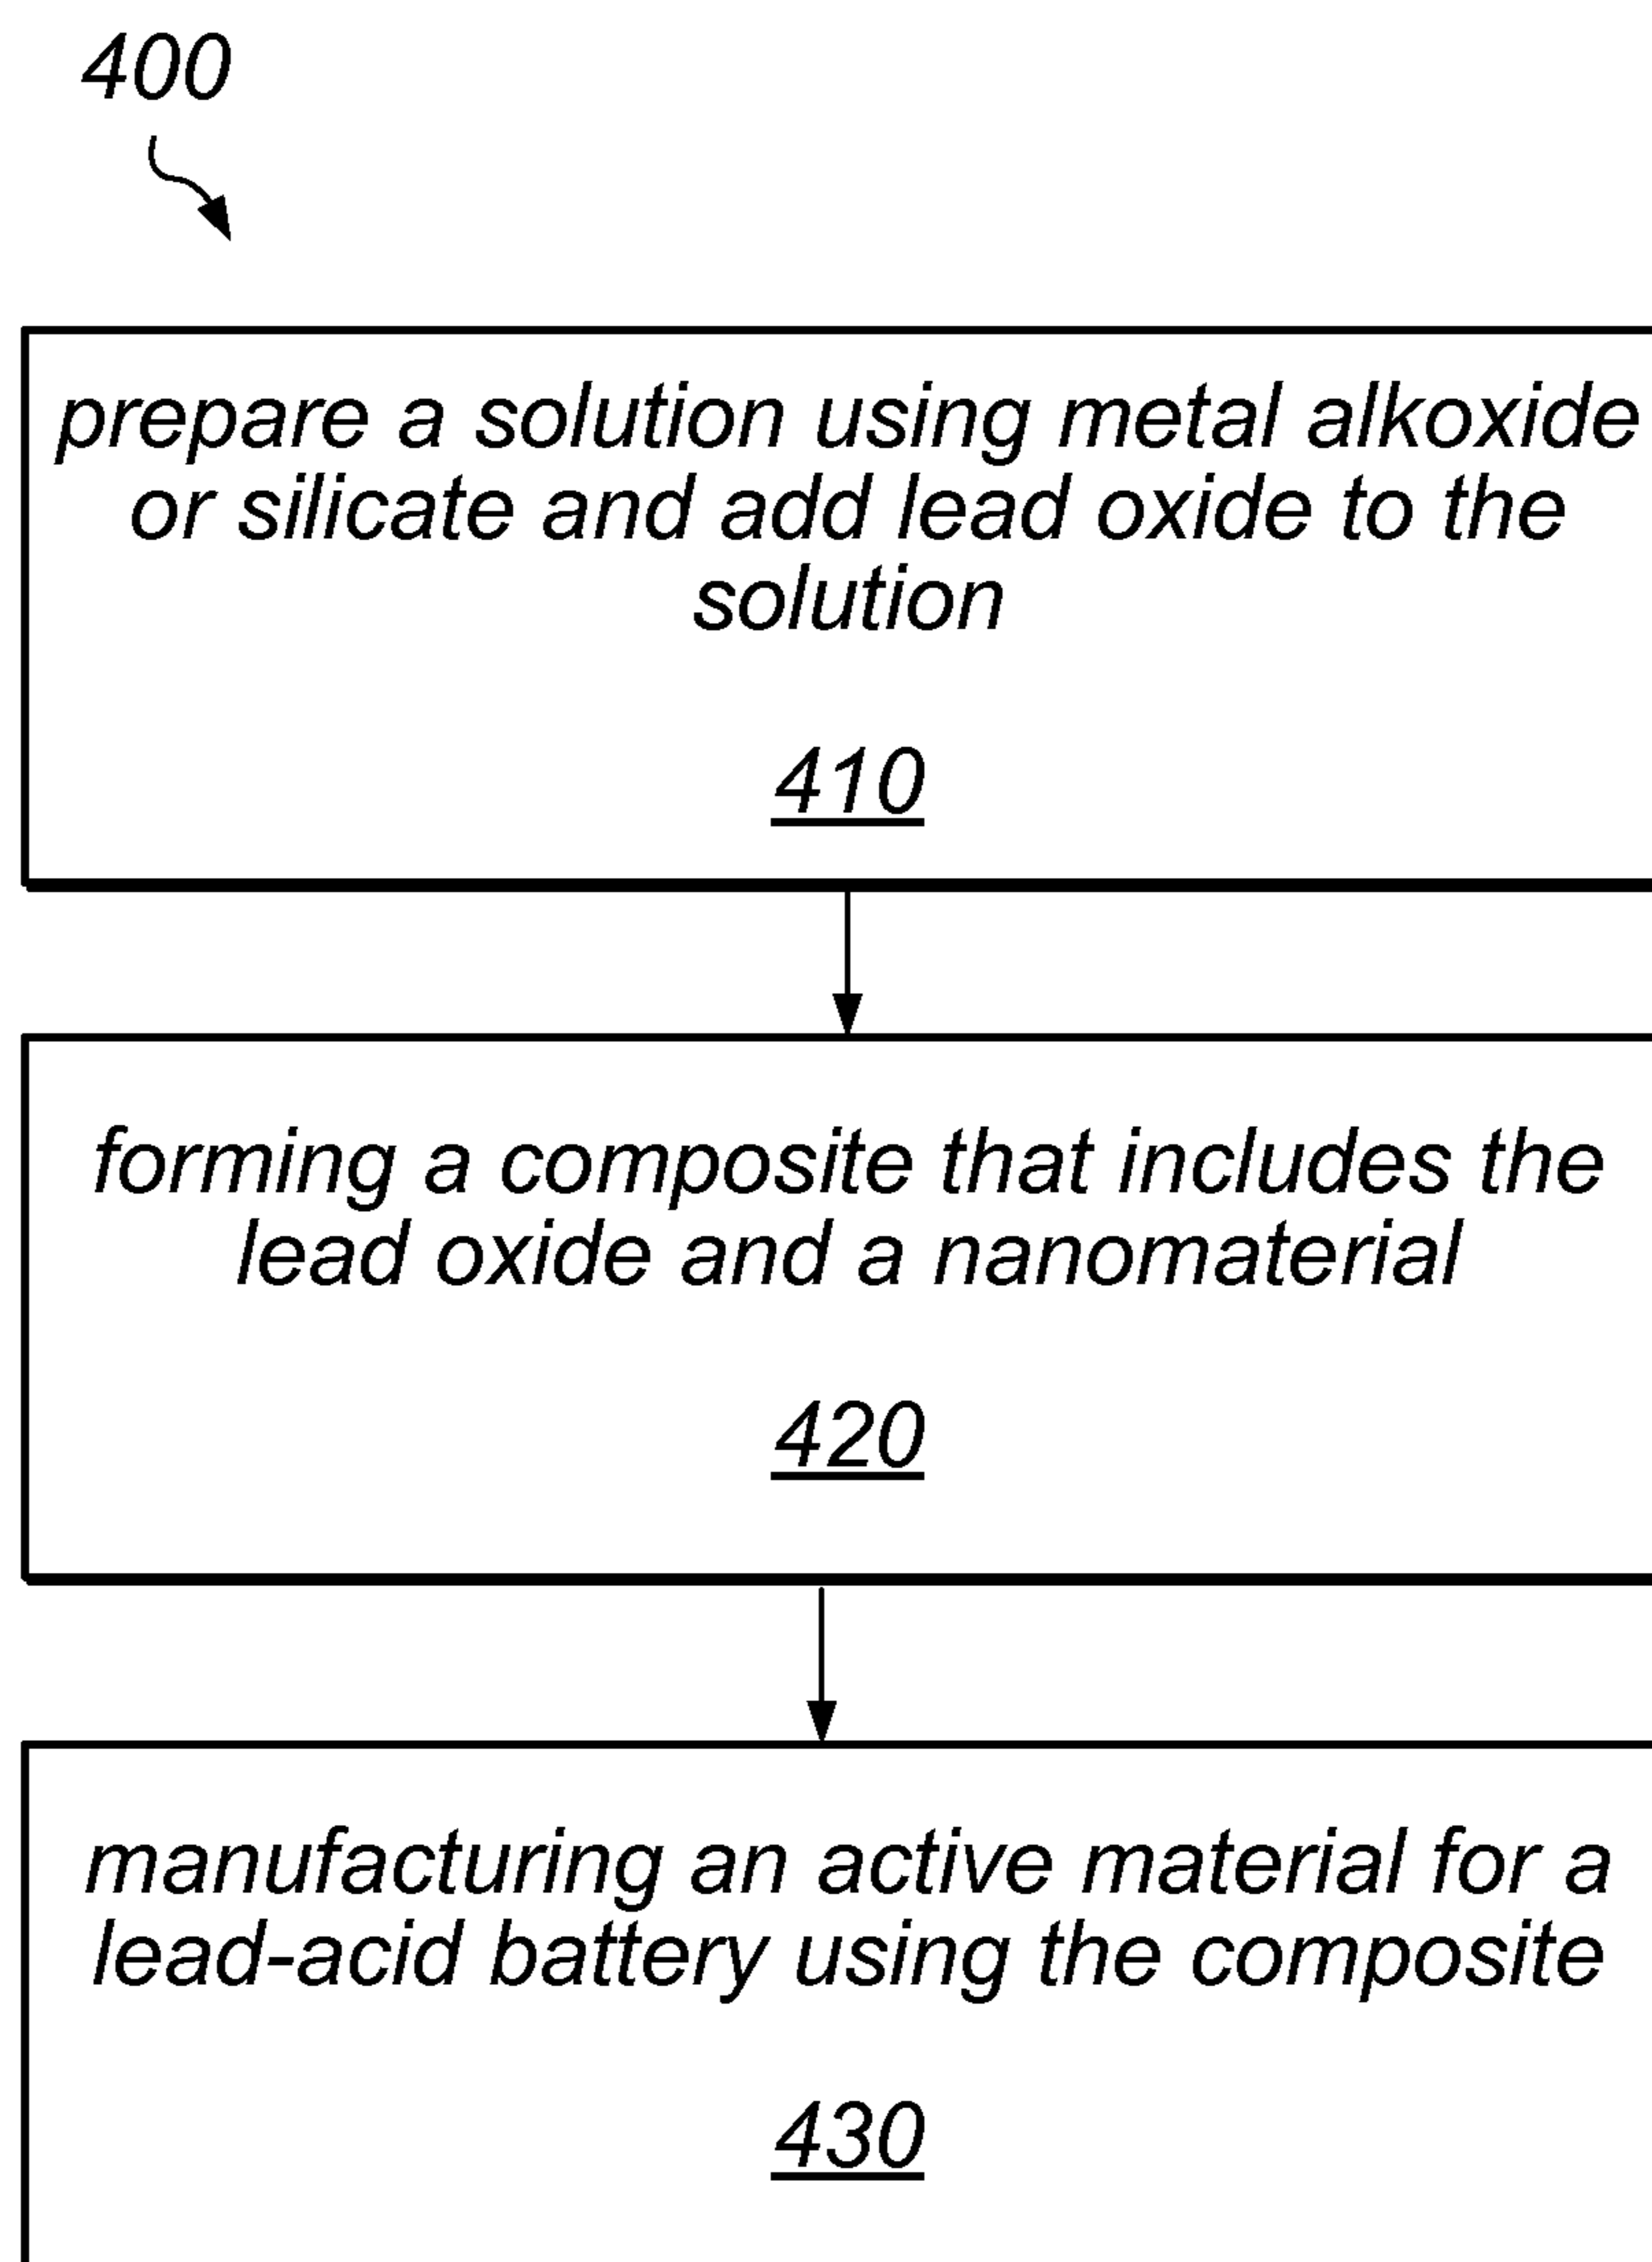 400
prepare a solution using metal alkoxide
or silicate and add lead oxide to the
solution
410
forming a composite that includes the
lead oxide and a nanomaterial
420
manufacturing an active material for a
lead-acid battery using the composite
430